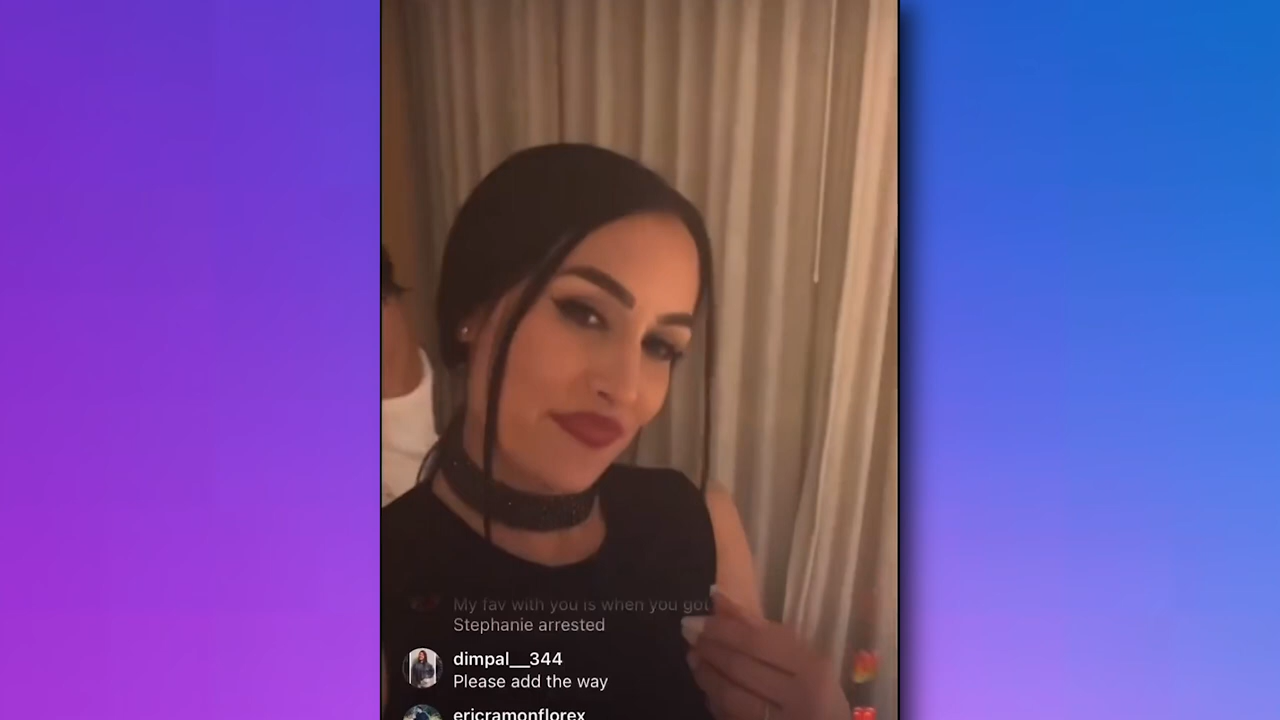 My fav with you is when you got
Stephanie arrested
dimpal__344
Please add the way
ericramonflorex